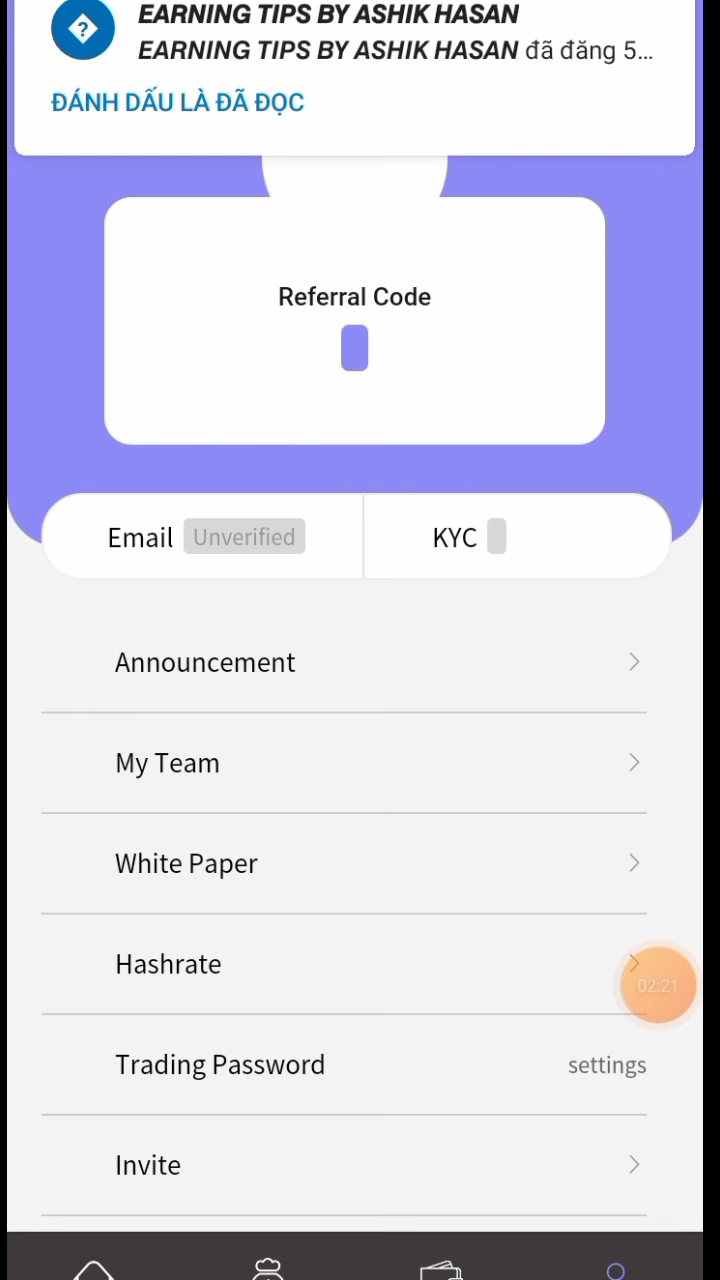 EARNING TIPS BY ASHIK HASAN
EARNING TIPS BY ASHIK HASAN đã đăng 5...
ĐÁNH DẤU LÀ ĐÃ ĐỌC
Referral Code
Email Unverified KYC
Announcement
My Team
White Paper
Hashrate
02:21
Trading Password settings
Invite